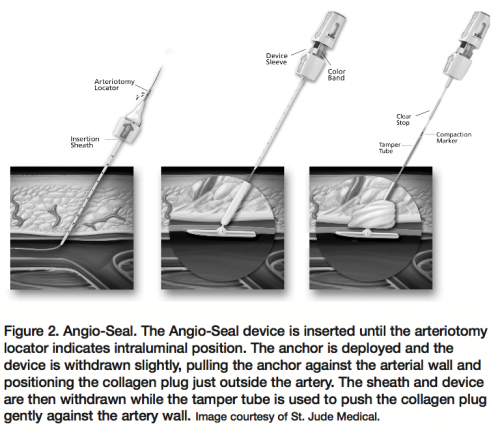 Arteriotomy
Locator
Insertion
Sheath
Device
Sleeve
Color
Band
Clear
Stop
Compaction
Marker
Tamper
Tube
Figure 2. Angio-Seal. The Angio-Seal device is inserted until the arteriotomy
locator indicates intraluminal position. The anchor is deployed and the
device is withdrawn slightly, pulling the anchor against the arterial wall and
positioning the collagen plug just outside the artery. The sheath and device
are then withdrawn while the tamper tube is used to push the collagen plug
gently against the artery wall. Image courtesy of St. Jude Medical.